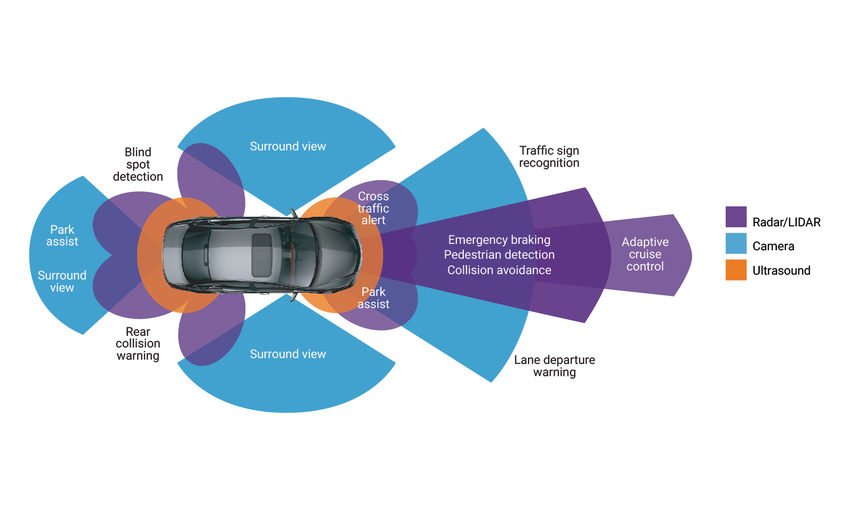 Surround view
Blind
spot
detection
Traffic sign
recognition
Cross
traffic
alert
Park
assist
Surround
view
Emergency braking
Pedestrian detection
Collision avoidance
Adaptive
cruise
control
Radar/LIDAR
Camera
Ultrasound
Park
assist
Rear
collision
warning
Surround view
Lane departure
warning